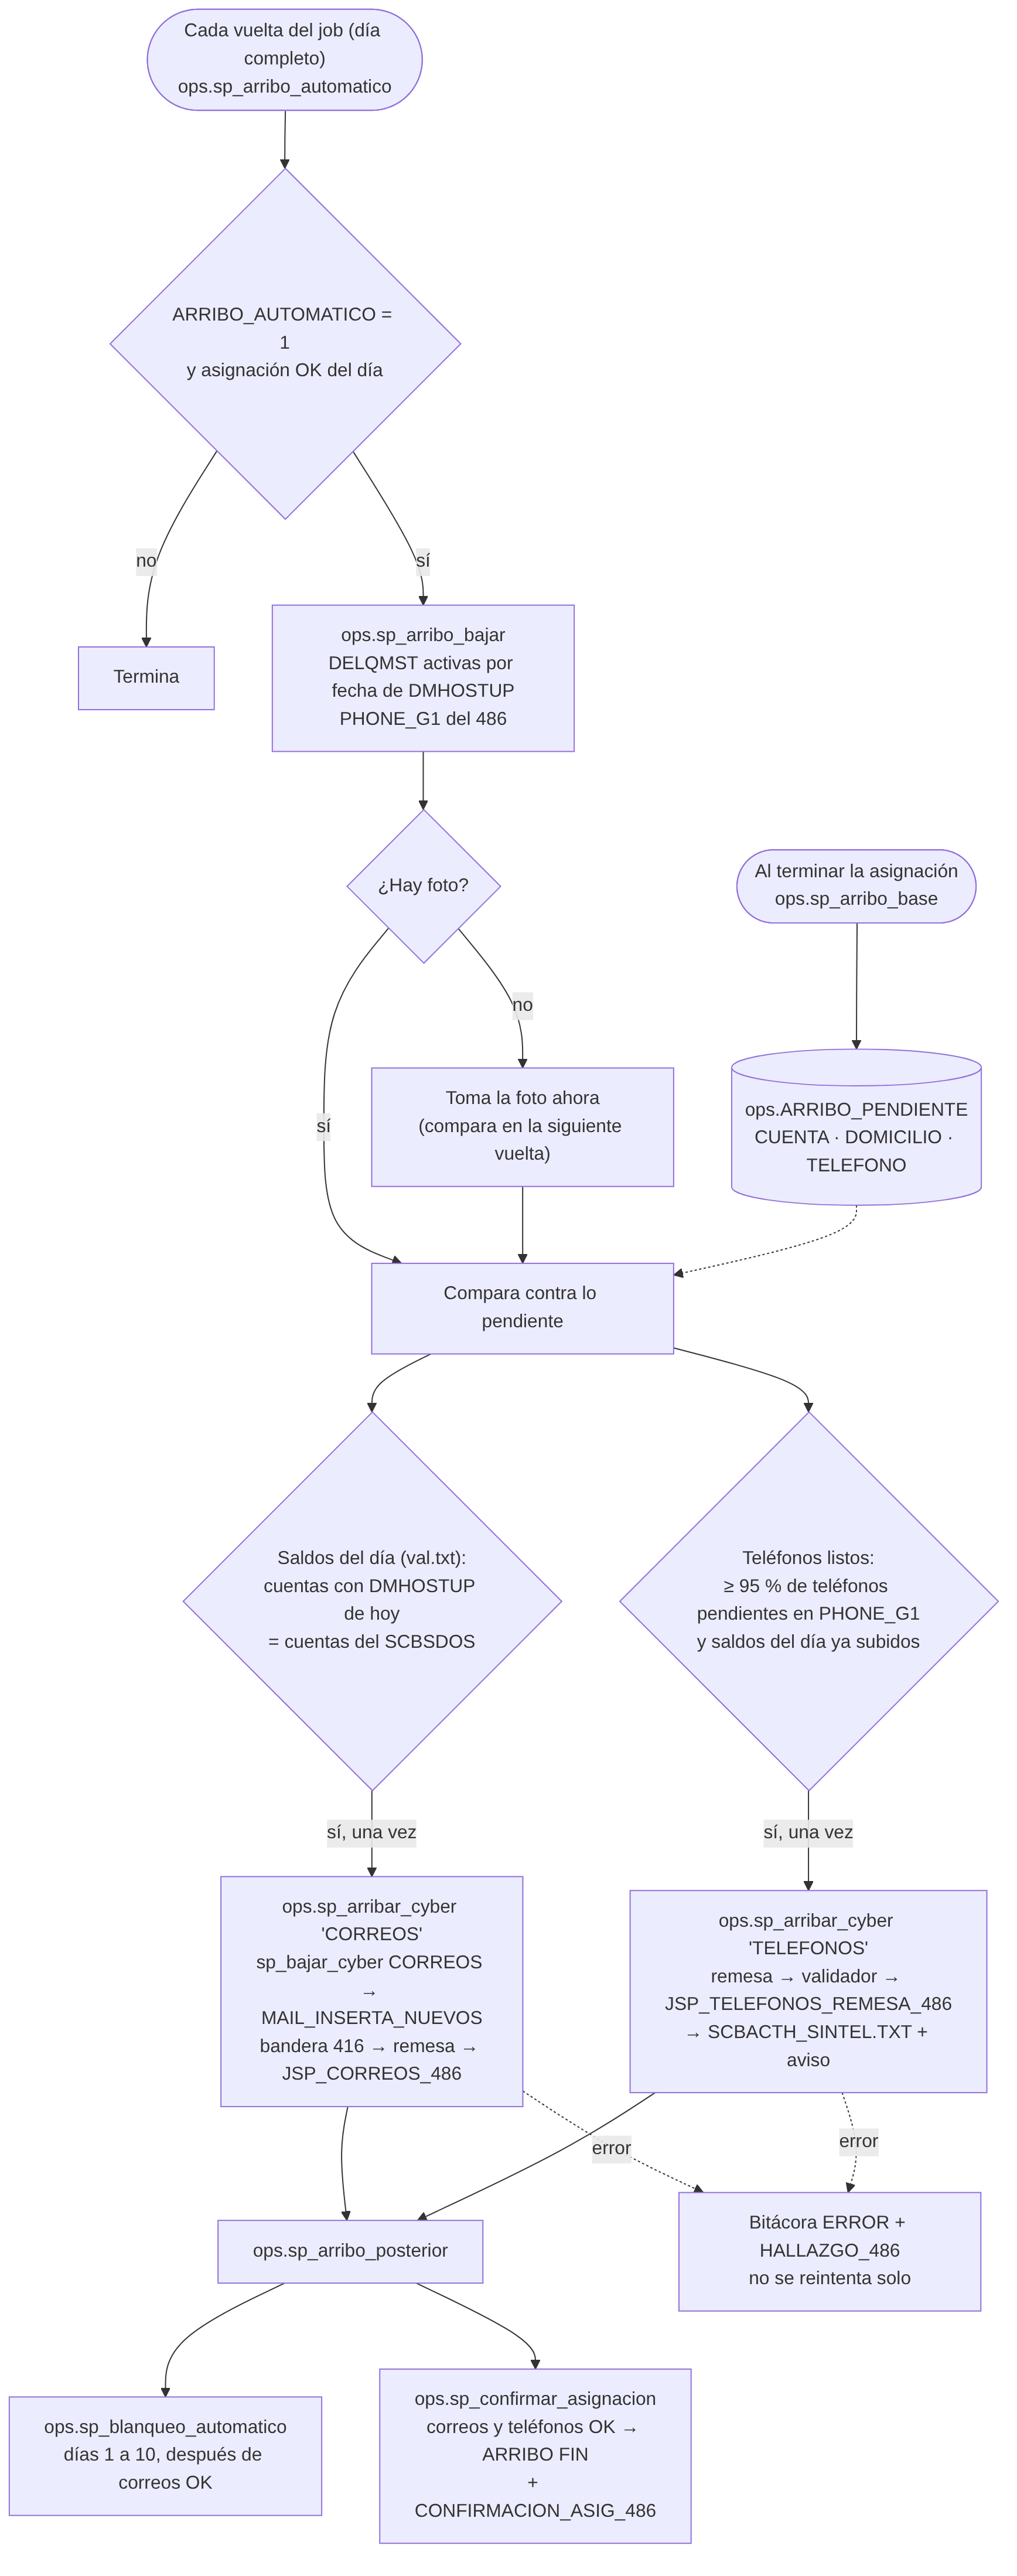 Cada vuelta del job (día
completo)
ops.sp_arribo_automatico
ARRIBO_AUTOMATICO =
1
y asignación OK del día
no
sí
Termina
ops.sp_arribo_bajar
DELQMST activas por
fecha de DMHOSTUP
PHONE_G1 del 486
¿Hay foto?
Al terminar la asignación
ops.sp_arribo_base
no
sí
Toma la foto ahora
(compara en la siguiente
vuelta)
ops.ARRIBO_PENDIENTE
CUENTA · DOMICILIO ·
TELEFONO
Compara contra lo
pendiente
Saldos del día (val.txt):
cuentas con DMHOSTUP
de hoy
= cuentas del SCBSDOS
Teléfonos listos:
≥ 95 % de teléfonos
pendientes en PHONE_G1
y saldos del día ya subidos
sí, una vez
sí, una vez
ops.sp_arribar_cyber
'CORREOS'
sp_bajar_cyber CORREOS
→
MAIL_INSERTA_NUEVOS
bandera 416 → remesa →
JSP_CORREOS_486
ops.sp_arribar_cyber
'TELEFONOS'
remesa → validador →
JSP_TELEFONOS_REMESA_486
→ SCBACTH_SINTEL.TXT +
aviso
error
error
ops.sp_arribo_posterior
Bitácora ERROR +
HALLAZGO_486
no se reintenta solo
ops.sp_blanqueo_automatico
días 1 a 10, después de
correos OK
ops.sp_confirmar_asignacion
correos y teléfonos OK →
ARRIBO FIN
+
CONFIRMACION_ASIG_486